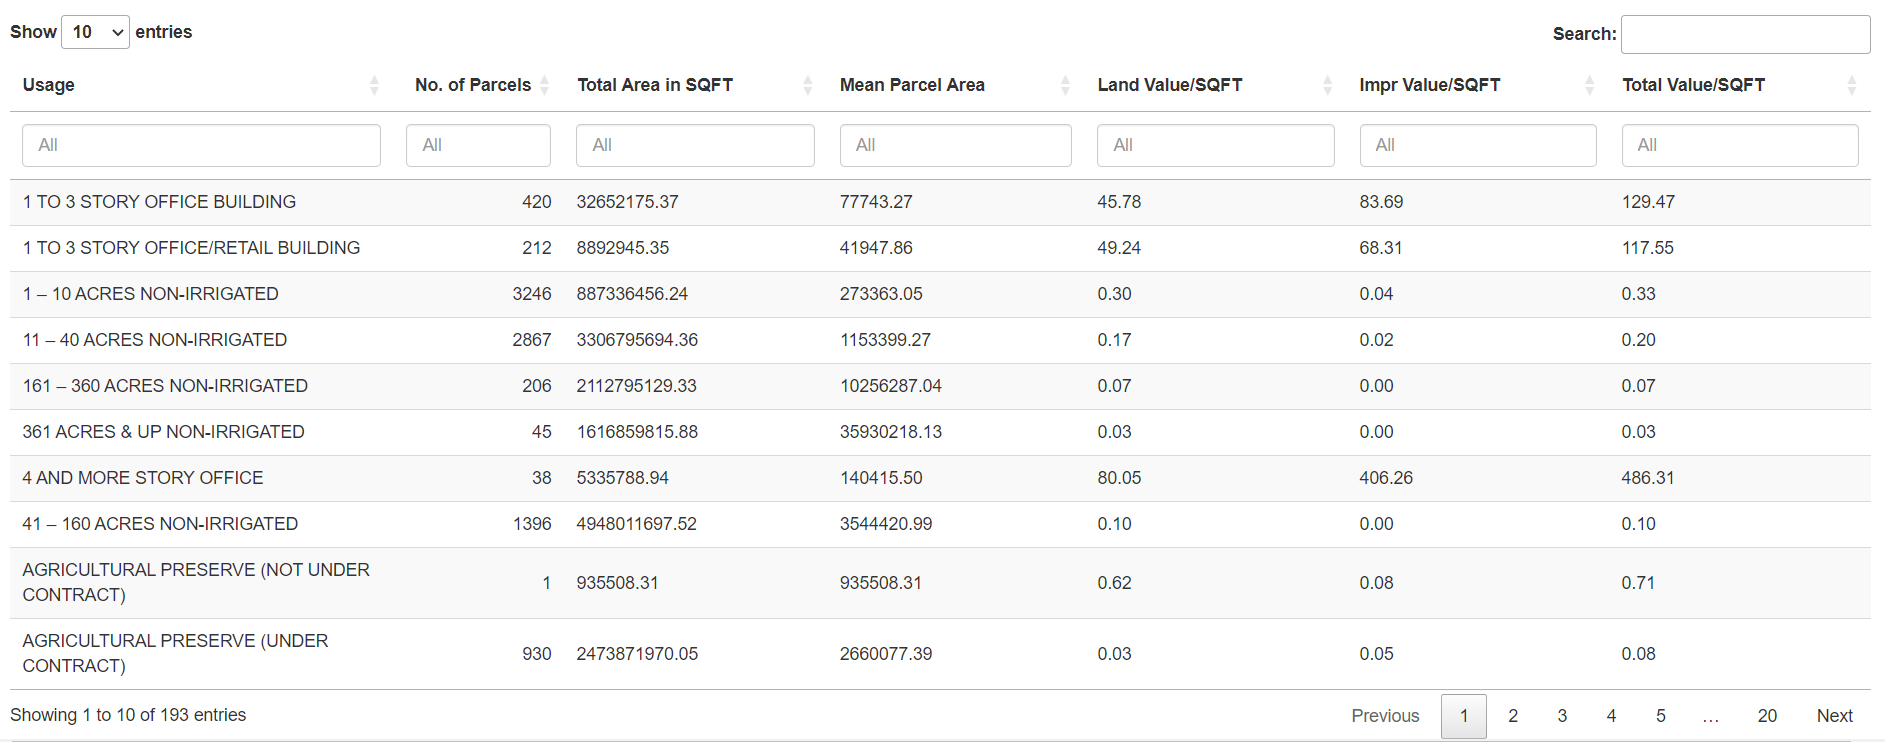 Show 10 entries Search:
Usage No. of Parcels Total Area in SQFT Mean Parcel Area Land Value/SQFT Impr Value/SQFT Total Value/SQFT
All All All All All All All
1 TO 3 STORY OFFICE BUILDING 420 32652175.37 77743.27 45.78 83.69 129.47
1 TO 3 STORY OFFICE/RETAIL BUILDING 212 8892945.35 41947.86 49.24 68.31 117.55
1 – 10 ACRES NON-IRRIGATED 3246 887336456.24 273363.05 0.30 0.04 0.33
11 – 40 ACRES NON-IRRIGATED 2867 3306795694.36 1153399.27 0.17 0.02 0.20
161 – 360 ACRES NON-IRRIGATED 206 2112795129.33 10256287.04 0.07 0.00 0.07
361 ACRES & UP NON-IRRIGATED 45 1616859815.88 35930218.13 0.03 0.00 0.03
4 AND MORE STORY OFFICE 38 5335788.94 140415.50 80.05 406.26 486.31
41 – 160 ACRES NON-IRRIGATED 1396 4948011697.52 3544420.99 0.10 0.00 0.10
AGRICULTURAL PRESERVE (NOT UNDER
CONTRACT) 1 935508.31 935508.31 0.62 0.08 0.71
AGRICULTURAL PRESERVE (UNDER
CONTRACT) 930 2473871970.05 2660077.39 0.03 0.05 0.08
Showing 1 to 10 of 193 entries Previous 1 2 3 4 5 … 20 Next